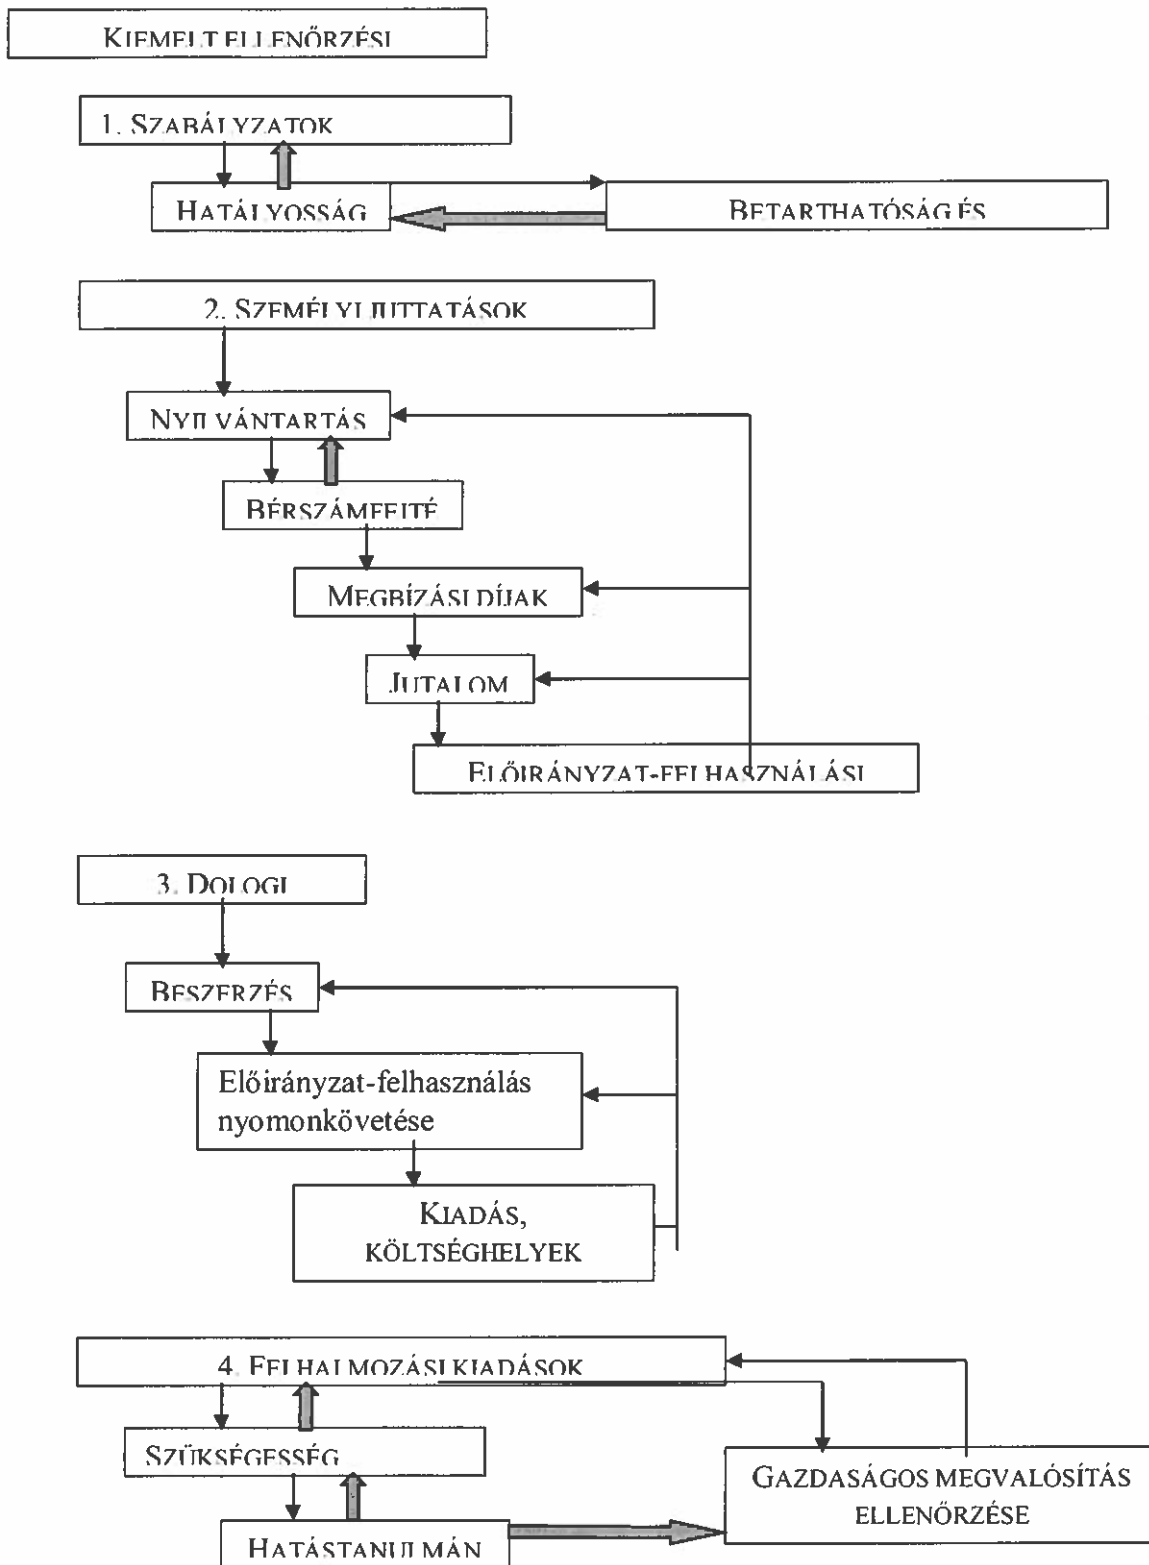 KIEMELT ELLENŐRZÉSI
1. SZABÁLYZATOK
HATÁLYOSSÁG
BETARTHATÓSÁG ÉS
2. SZEMÉLYI JUTTATÁSOK
NYILVÁNTARTÁS
BÉRSZÁMFEJTÉ
MEGBÍZÁSI DÍJAK
JUTALOM
ELŐIRÁNYZAT-FELHASZNÁLÁSI
3. DOLOGI
BESZERZÉS
Előirányzat-felhasználás
nyomonkövetése
KIADÁS,
KÖLTSÉGHELYEK
4. FELHALMOZÁSI KIADÁSOK
SZÜKSÉGESSÉG
GAZDASÁGOS MEGVALÓSÍTÁS
ELLENŐRZÉSE
HATÁSTANULMÁN